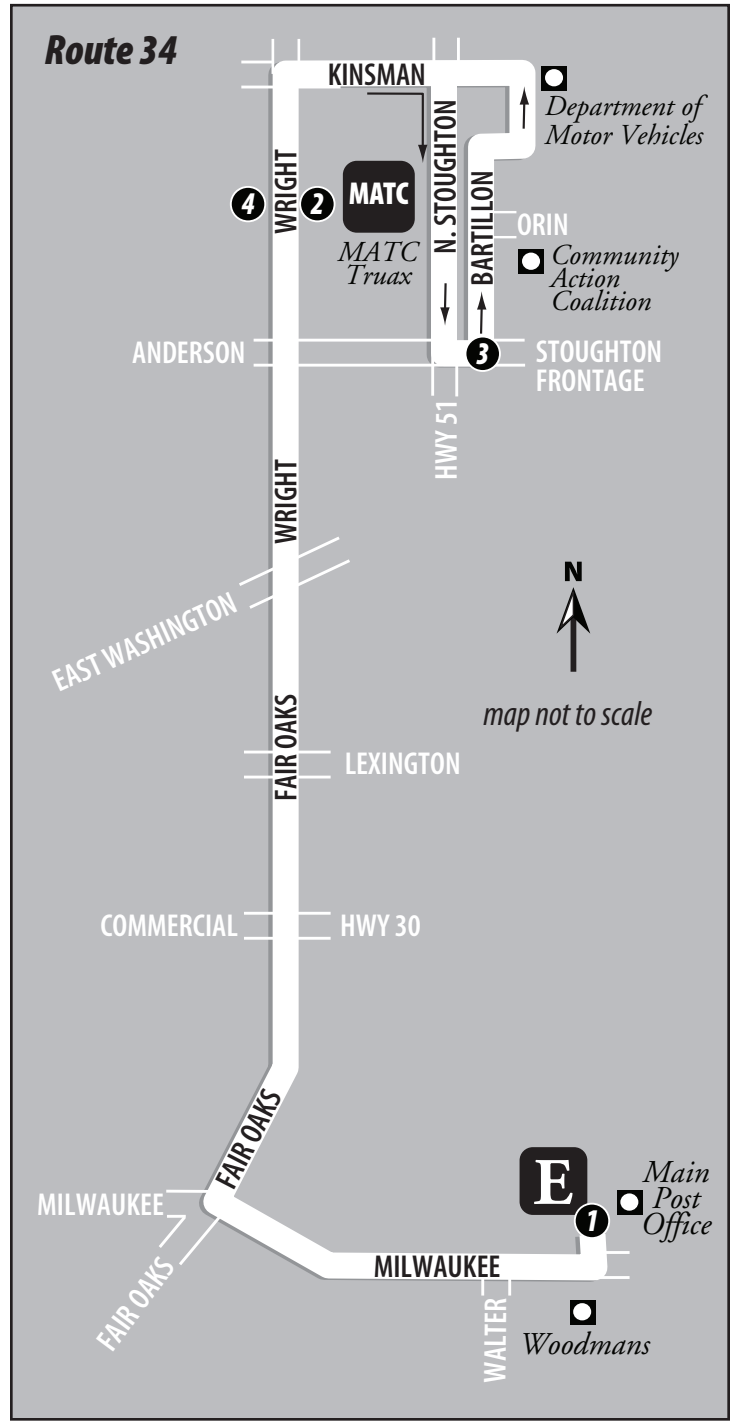 Route 34
KINSMAN
Department of
Motor Vehicles
N. STOUGHTON
WRIGHT
4
2
MATC
MATC
Truax
BARTILLON
ORIN
Community
Action
Coalition
ANDERSON
3
STOUGHTON
FRONTAGE
HWY 51
WRIGHT
EAST WASHINGTON
N
map not to scale
FAIR OAKS
LEXINGTON
COMMERCIAL
HWY 30
FAIR OAKS
MILWAUKEE
FAIR OAKS
E
1
Main
Post
Office
MILWAUKEE
WALTER
Woodmans